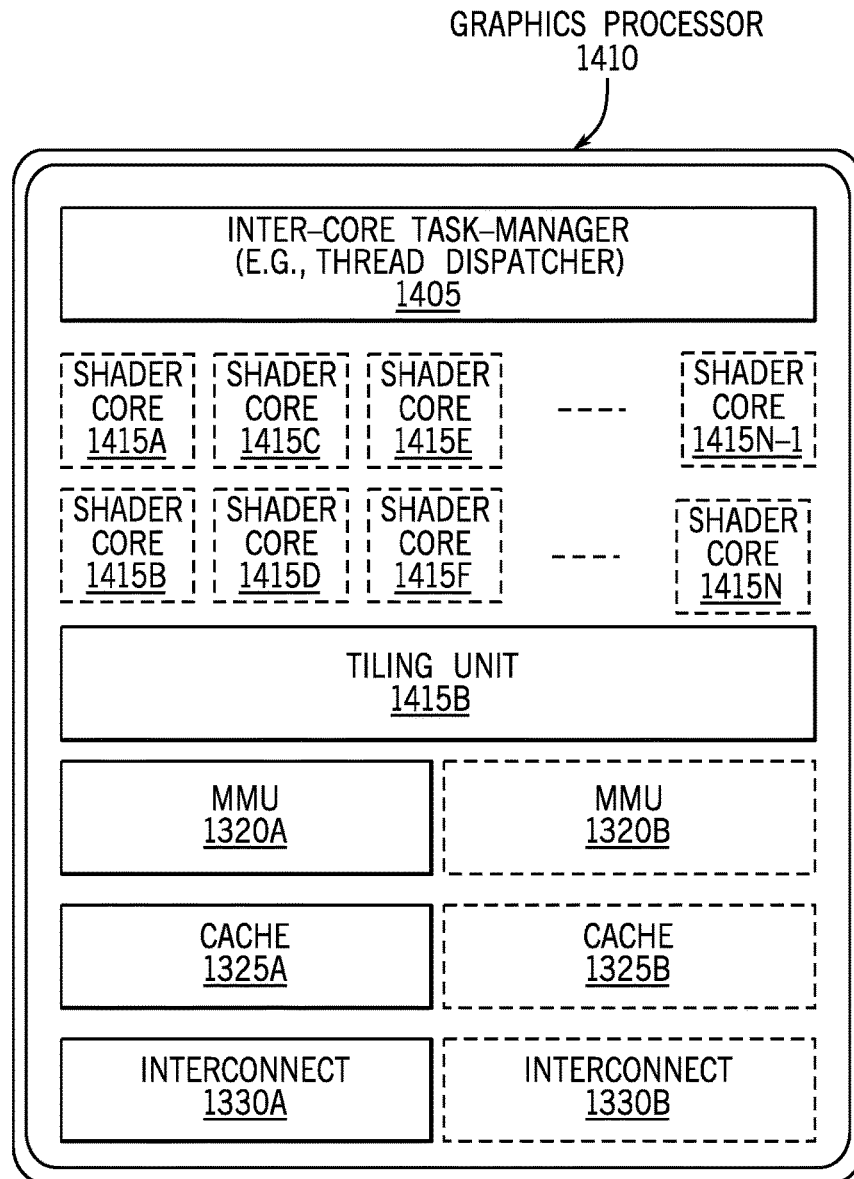 GRAPHICS PROCESSOR
1410
INTER-CORE TASK-MANAGER
(E.G., THREAD DISPATCHER)
1405
SHADER CORE 1415A
SHADER CORE 1415C
SHADER CORE 1415E
SHADER CORE 1415N-1
SHADER CORE 1415B
SHADER CORE 1415D
SHADER CORE 1415F
SHADER CORE 1415N
TILING UNIT
1415B
MMU
1320A
MMU
1320B
CACHE
1325A
CACHE
1325B
INTERCONNECT
1330A
INTERCONNECT
1330B